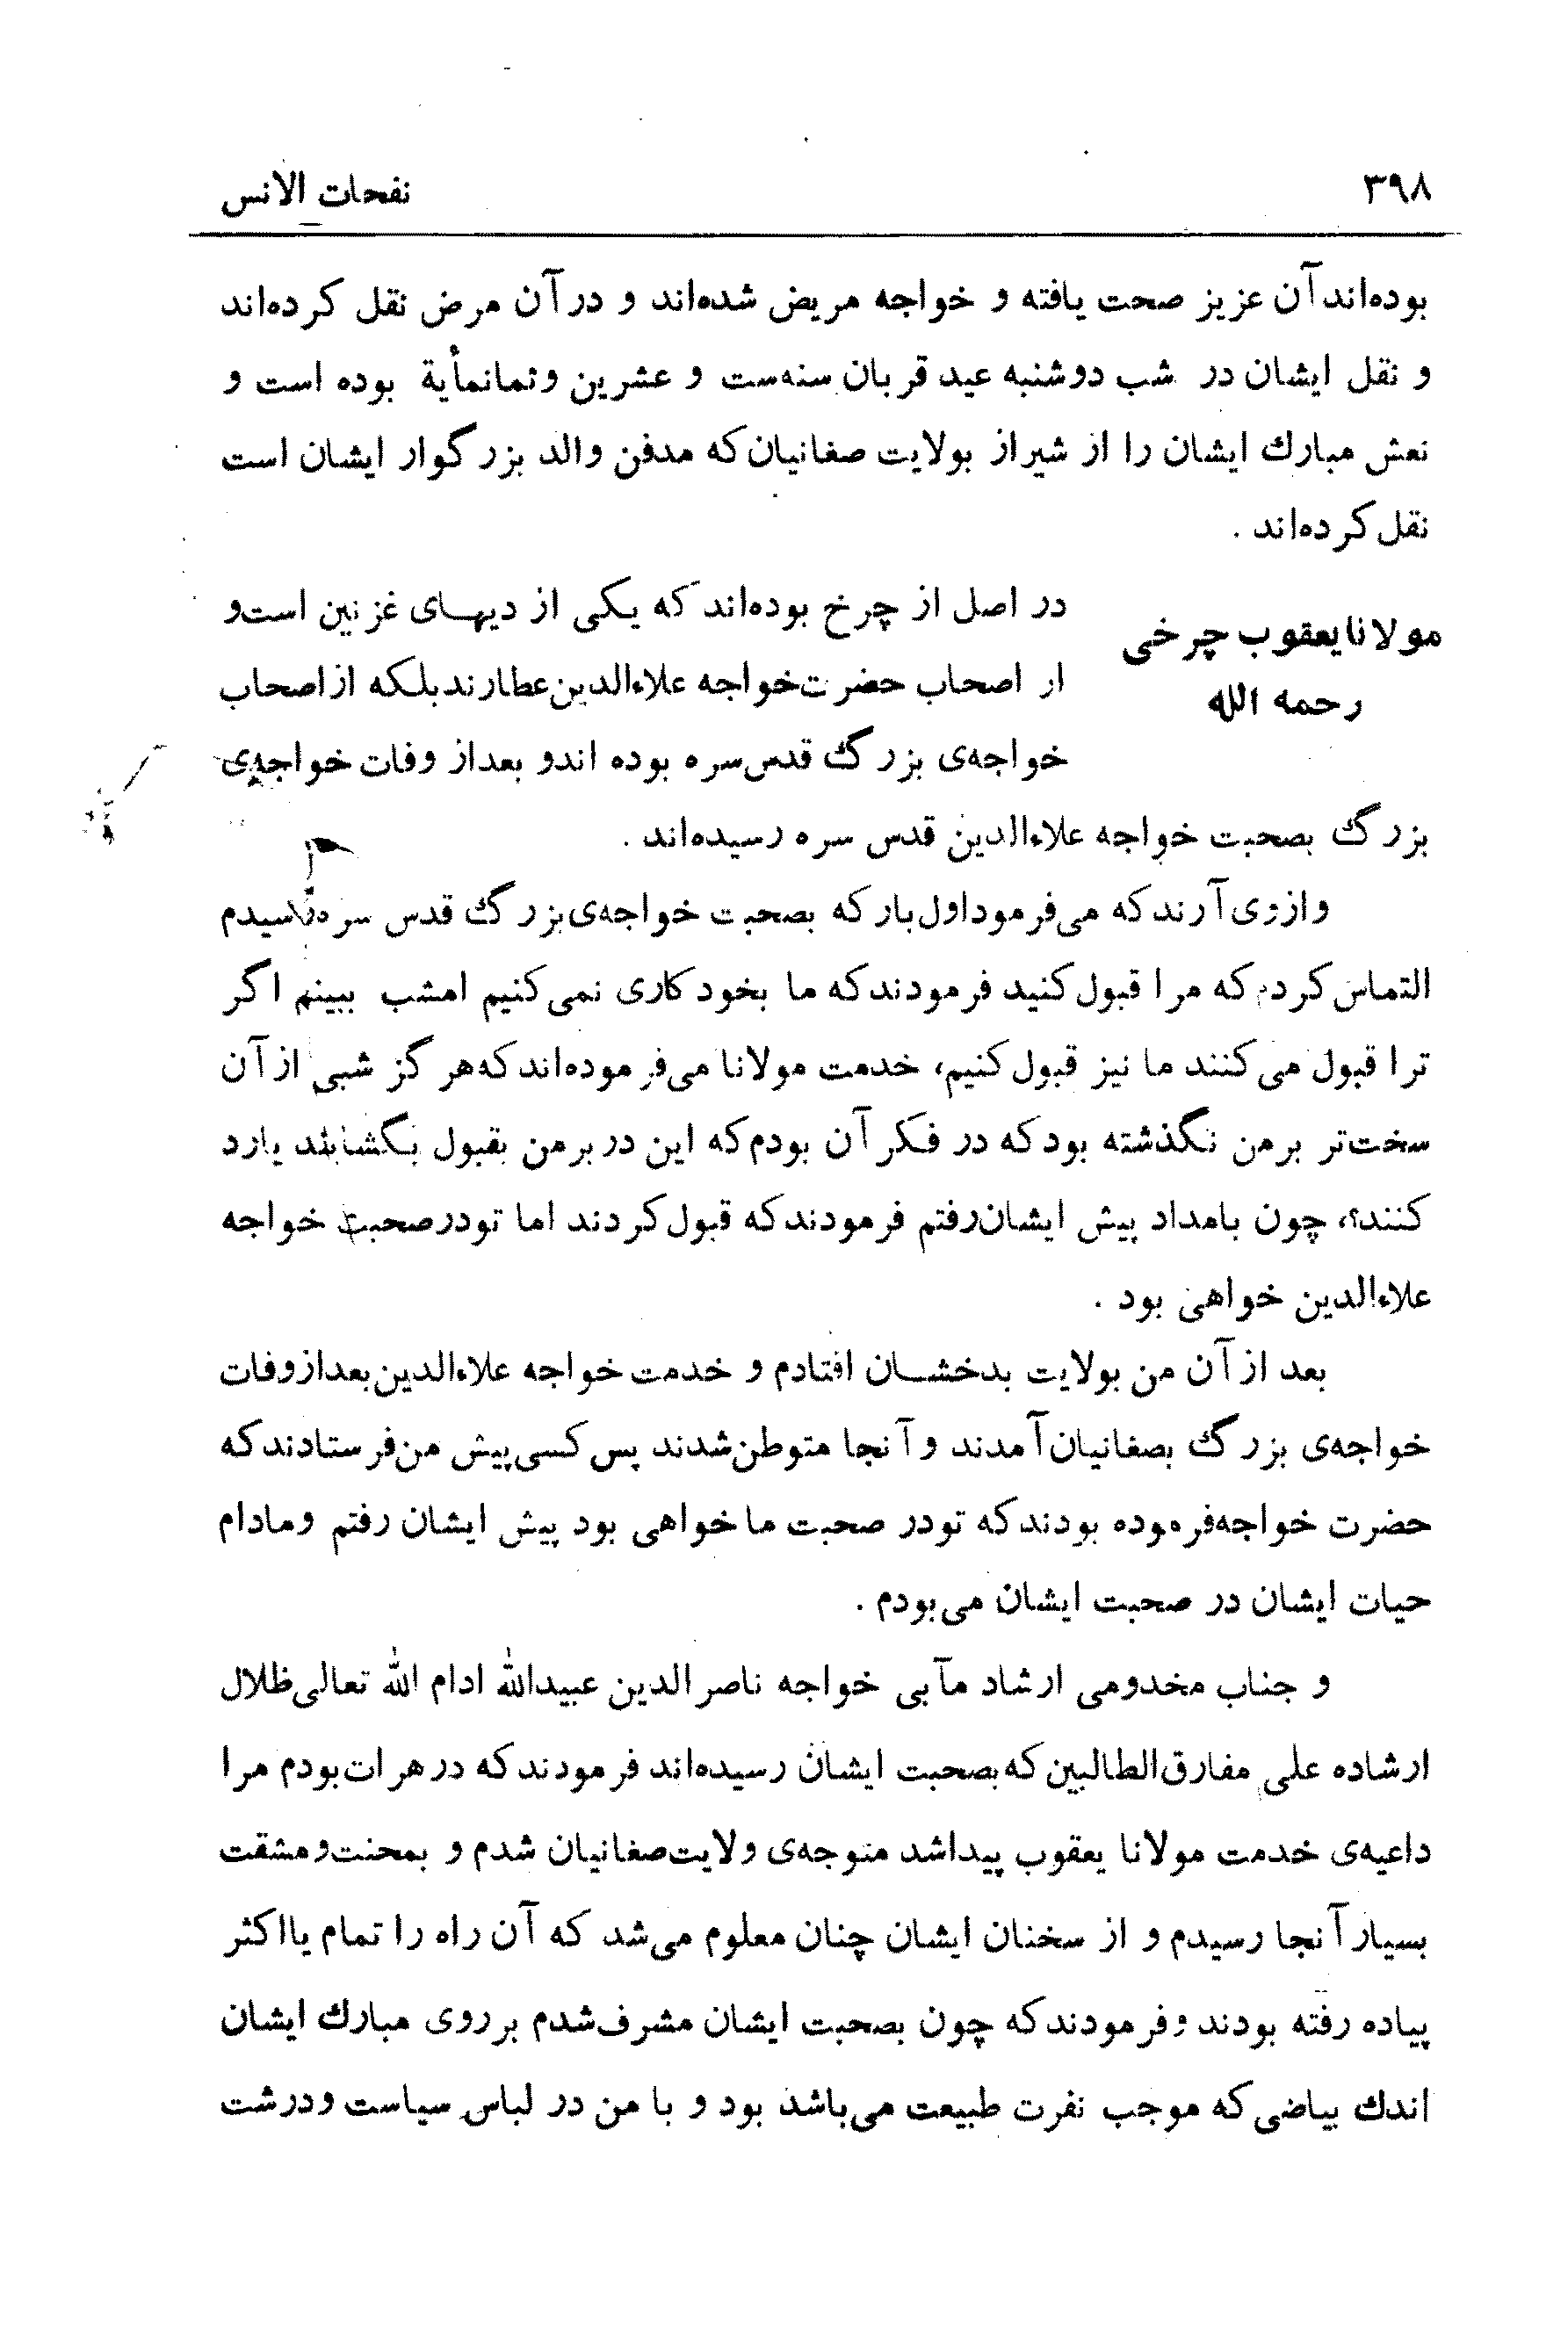 ۳۹۸ نفحات الانس
بوده‌اند آن عزیز صحت یافته و خواجه مریض شده‌اند و در آن مرض نقل کرده‌اند
و نقل ایشان در شب دوشنبه عید قربان سنه ست و عشرین و ثمانمأیة بوده است و
نعش مبارك ایشان را از شیراز بولایت صغانیان که مدفن والد بزرگوار ایشان است
نقل کرده‌اند .
مولانا یعقوب چرخی
رحمه الله
در اصل از چرخ بوده‌اند که یکی از دیهای غزنین است و
از اصحاب حضرت خواجه علاءالدین عطارند بلکه از اصحاب
خواجه‌ی بزرگ قدس سره بوده اند و بعد از وفات خواجه‌ی
بزرگ بصحبت خواجه علاءالدین قدس سره رسیده‌اند .
و از وی آرند که می‌فرمود اول بار که بصحبت خواجه‌ی بزرگ قدس سره رسیدم
التماس کردم که مرا قبول کنید فرمودند که ما بخود کاری نمی‌کنیم امشب ببینم اگر
ترا قبول می‌کنند ما نیز قبول کنیم، خدمت مولانا می‌فرموده‌اند که هرگز شبی از آن
سخت‌تر بر من نگذشته بود که در فکر آن بودم که این در بر من بقبول بگشایند یا رد
کنند؟، چون بامداد پیش ایشان رفتم فرمودند که قبول کردند اما تو در صحبت خواجه
علاءالدین خواهی بود .
بعد از آن من بولایت بدخشان افتادم و خدمت خواجه علاءالدین بعد از وفات
خواجه‌ی بزرگ بصغانیان آمدند و آنجا متوطن شدند پس کسی پیش من فرستادند که
حضرت خواجه فرموده بودند که تو در صحبت ما خواهی بود پیش ایشان رفتم و مادام
حیات ایشان در صحبت ایشان می‌بودم .
و جناب مخدومی ارشاد مآبی خواجه ناصر الدین عبیدالله ادام الله تعالی ظلال
ارشاده علی مفارق الطالبین که بصحبت ایشان رسیده‌اند فرمودند که در هرات بودم مرا
داعیه‌ی خدمت مولانا یعقوب پیدا شد متوجه‌ی ولایت صغانیان شدم و بمحنت و مشقت
بسیار آنجا رسیدم و از سخنان ایشان چنان معلوم می‌شد که آن راه را تمام یا اکثر
پیاده رفته بودند و فرمودند که چون بصحبت ایشان مشرف شدم بر روی مبارك ایشان
اندك بیاضی که موجب نفرت طبیعت می‌باشد بود و با من در لباس سیاست و درشت